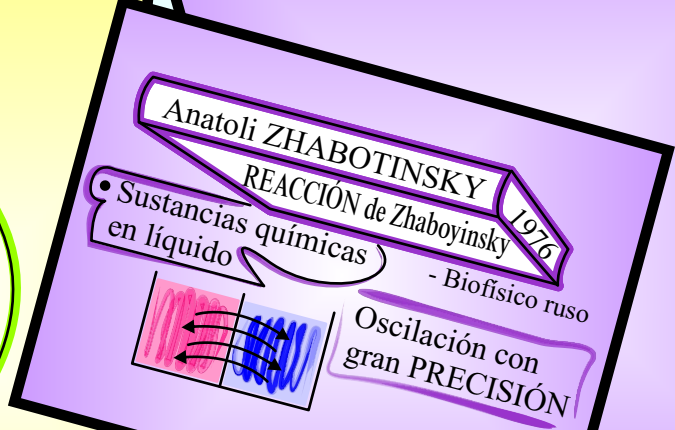 Anatoli ZHABOTINSKY
REACCIÓN de Zhaboyinsky
1976
• Sustancias químicas
en líquido
- Biofísico ruso
Oscilación con
gran PRECISIÓN